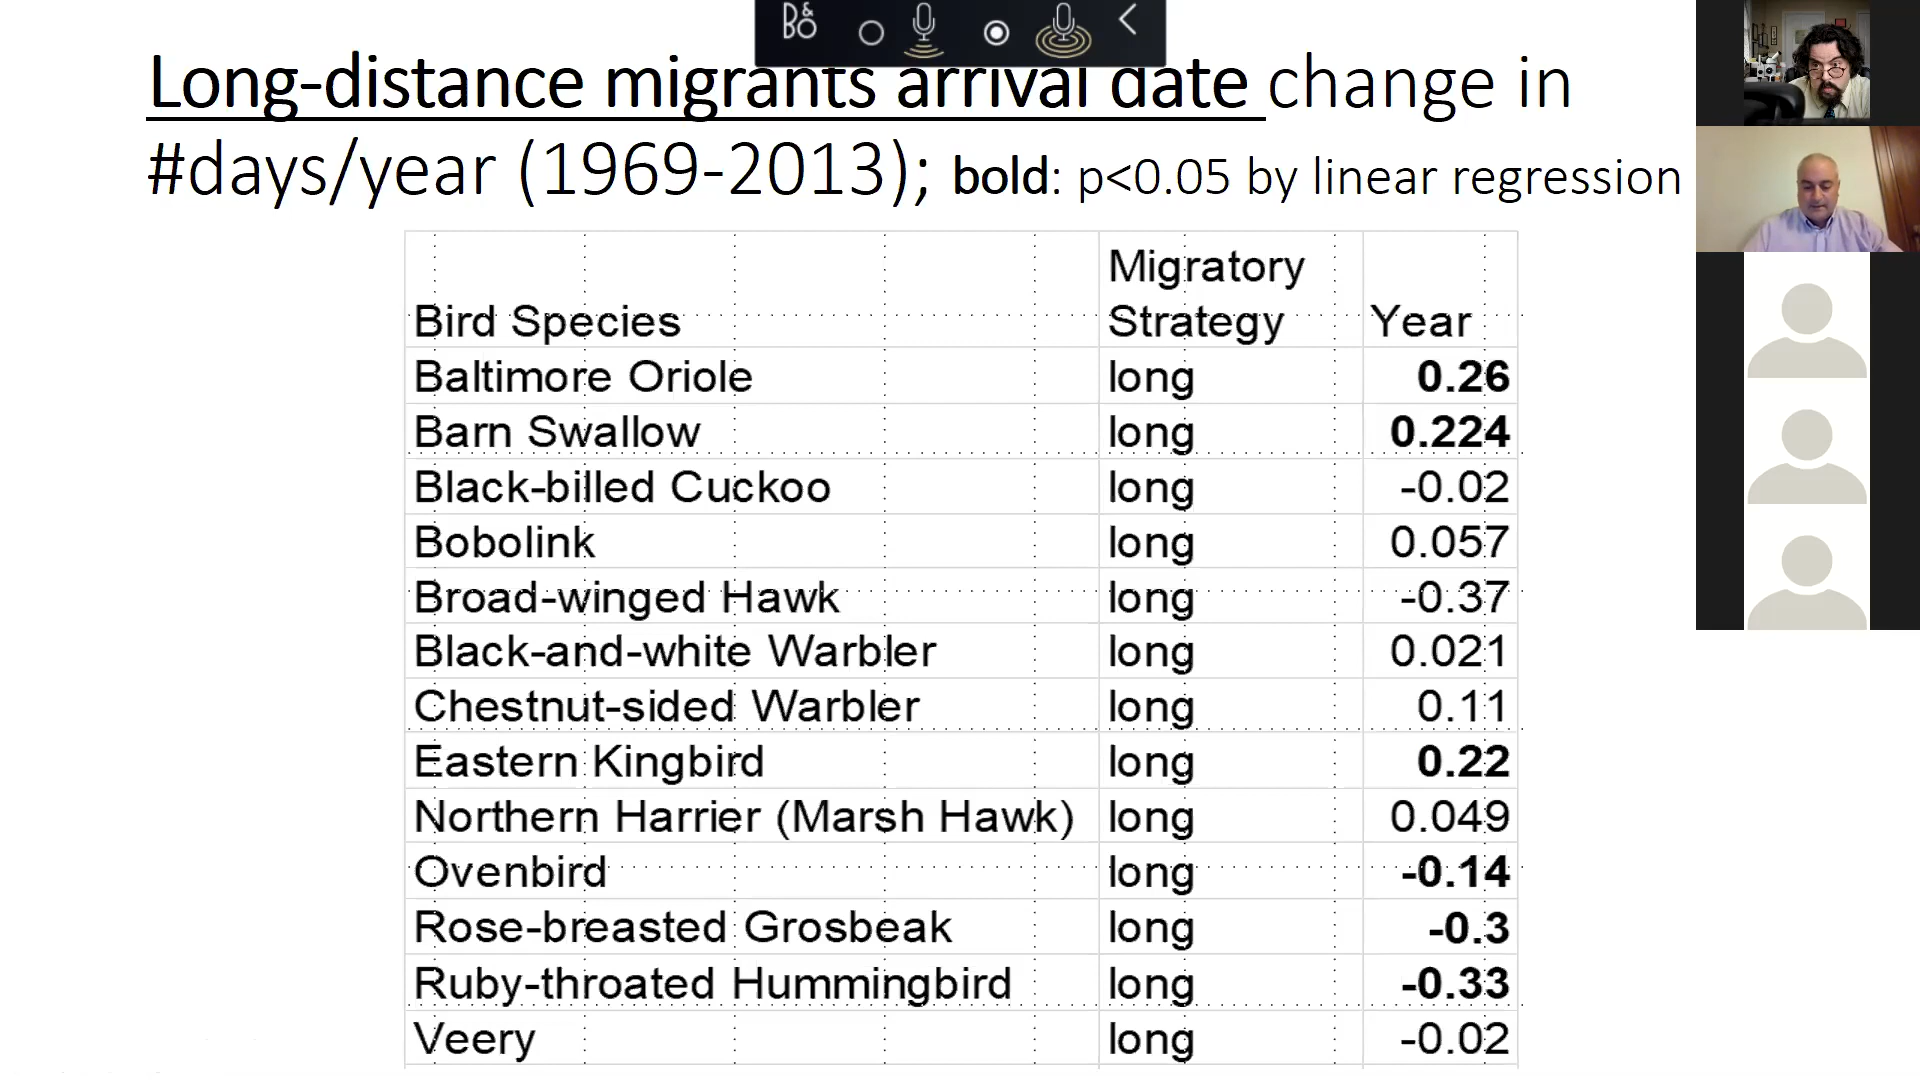 B&O
Long-distance migrants arrival date change in
#days/year (1969-2013); bold: p<0.05 by linear regression
Migratory
Bird Species Strategy Year
Baltimore Oriole long 0.26
Barn Swallow long 0.224
Black-billed Cuckoo long -0.02
Bobolink long 0.057
Broad-winged Hawk long -0.37
Black-and-white Warbler long 0.021
Chestnut-sided Warbler long 0.11
Eastern Kingbird long 0.22
Northern Harrier (Marsh Hawk) long 0.049
Ovenbird long -0.14
Rose-breasted Grosbeak long -0.3
Ruby-throated Hummingbird long -0.33
Veery long -0.02